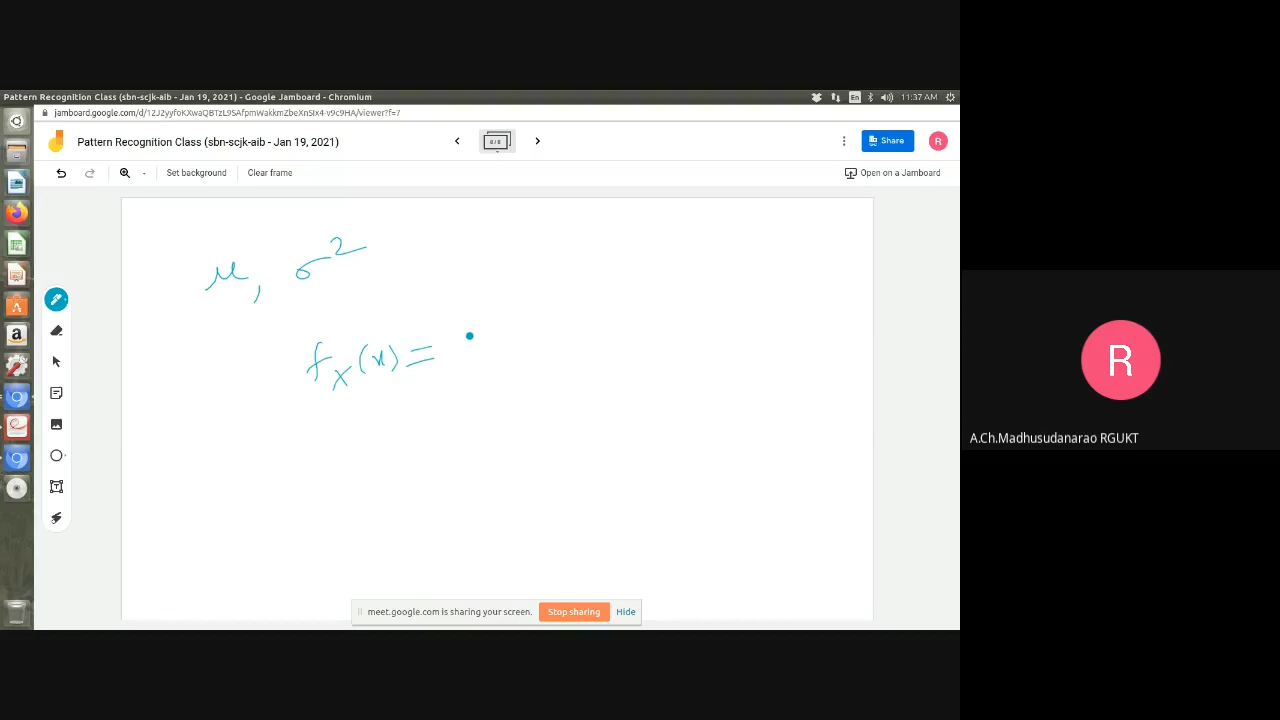 Pattern Recognition Class (sbn-scjk-aib - Jan 19, 2021) - Google Jamboard - Chromium
En
11:37 AM
Pattern Recognition Class (sbn-scjk-aib - Jan 19, 2021)
Share
R
Set background
Clear frame
Open on a Jamboard
μ, σ²
f_X(x) =
R
A.Ch.Madhusudanarao RGUKT
meet.google.com is sharing your screen.
Stop sharing
Hide